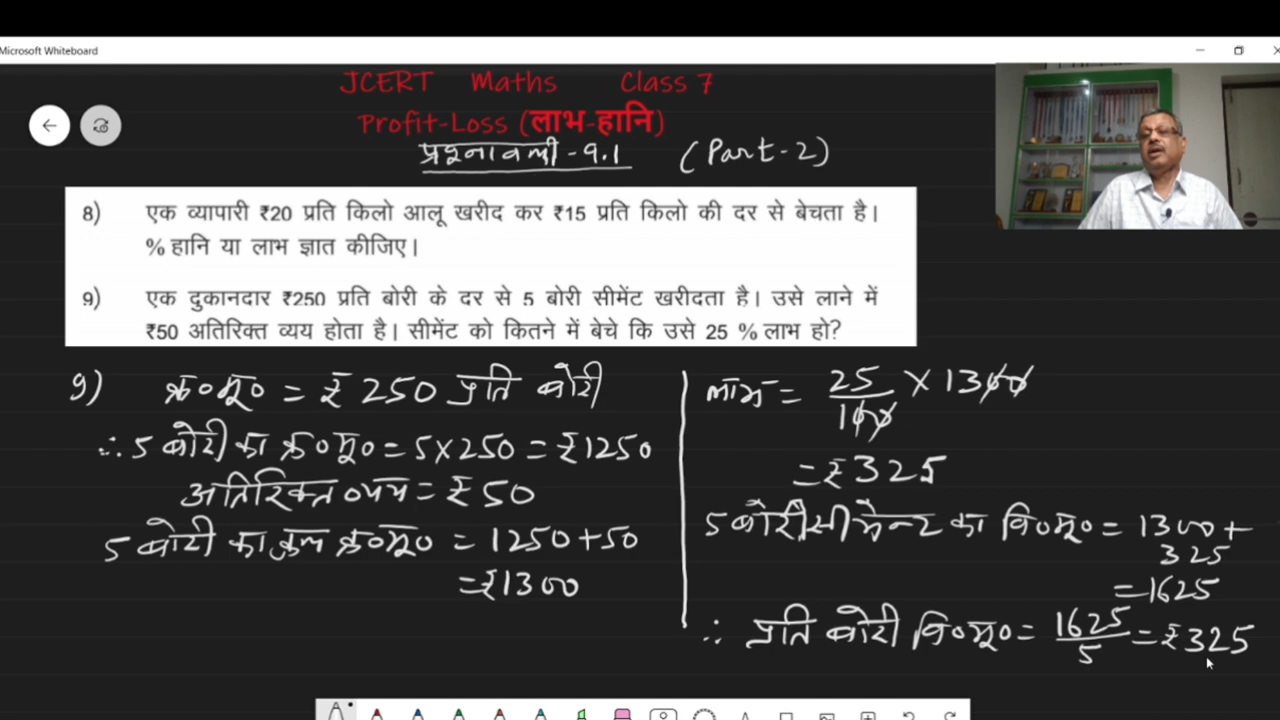 Microsoft Whiteboard
JCERT Maths Class 7
Profit-Loss (लाभ-हानि)
प्रश्नावली-9.1 (Part-2)
8) एक व्यापारी ₹20 प्रति किलो आलू खरीद कर ₹15 प्रति किलो की दर से बेचता है।
% हानि या लाभ ज्ञात कीजिए।
9) एक दुकानदार ₹250 प्रति बोरी के दर से 5 बोरी सीमेंट खरीदता है। उसे लाने में
₹50 अतिरिक्त व्यय होता है। सीमेंट को कितने में बेचे कि उसे 25 % लाभ हो?
9) क्र०मू० = ₹ 250 प्रति बोरी
∴ 5 बोरी का क्र०मू० = 5×250 = ₹1250
अतिरिक्त व्यय = ₹ 50
5 बोरी का कुल क्र०मू० = 1250+50
= ₹1300
लाभ = 25/100 × 1300
= ₹325
5 बोरी सीमेन्ट का वि०मू० = 1300+
325
= 1625
∴ प्रति बोरी वि०मू० = 1625/5 = ₹325